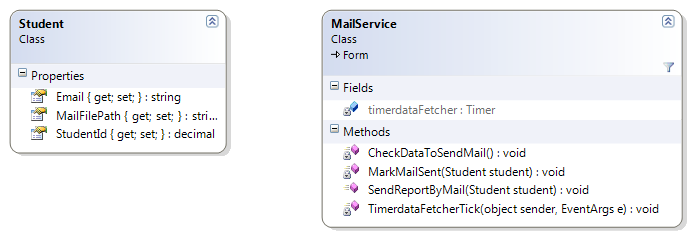 Student
Class
Properties
Email { get; set; } : string
MailFilePath { get; set; } : stri...
StudentId { get; set; } : decimal
MailService
Class
Form
Fields
timerdataFetcher : Timer
Methods
CheckDataToSendMail() : void
MarkMailSent(Student student) : void
SendReportByMail(Student student) : void
TimerdataFetcherTick(object sender, EventArgs e) : void